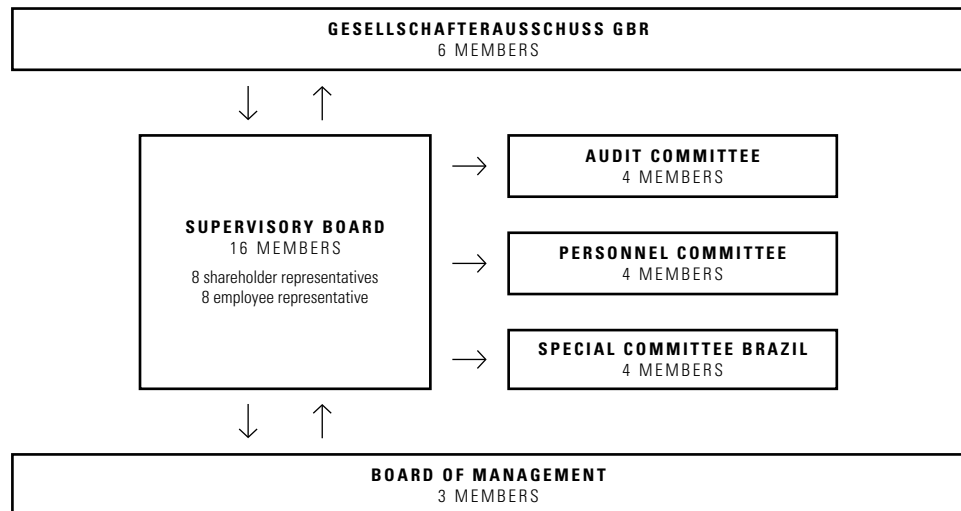 GESELLSCHAFTERAUSSCHUSS GBR
6 MEMBERS
SUPERVISORY BOARD
16 MEMBERS
8 shareholder representatives
8 employee representative
AUDIT COMMITTEE
4 MEMBERS
PERSONNEL COMMITTEE
4 MEMBERS
SPECIAL COMMITTEE BRAZIL
4 MEMBERS
BOARD OF MANAGEMENT
3 MEMBERS